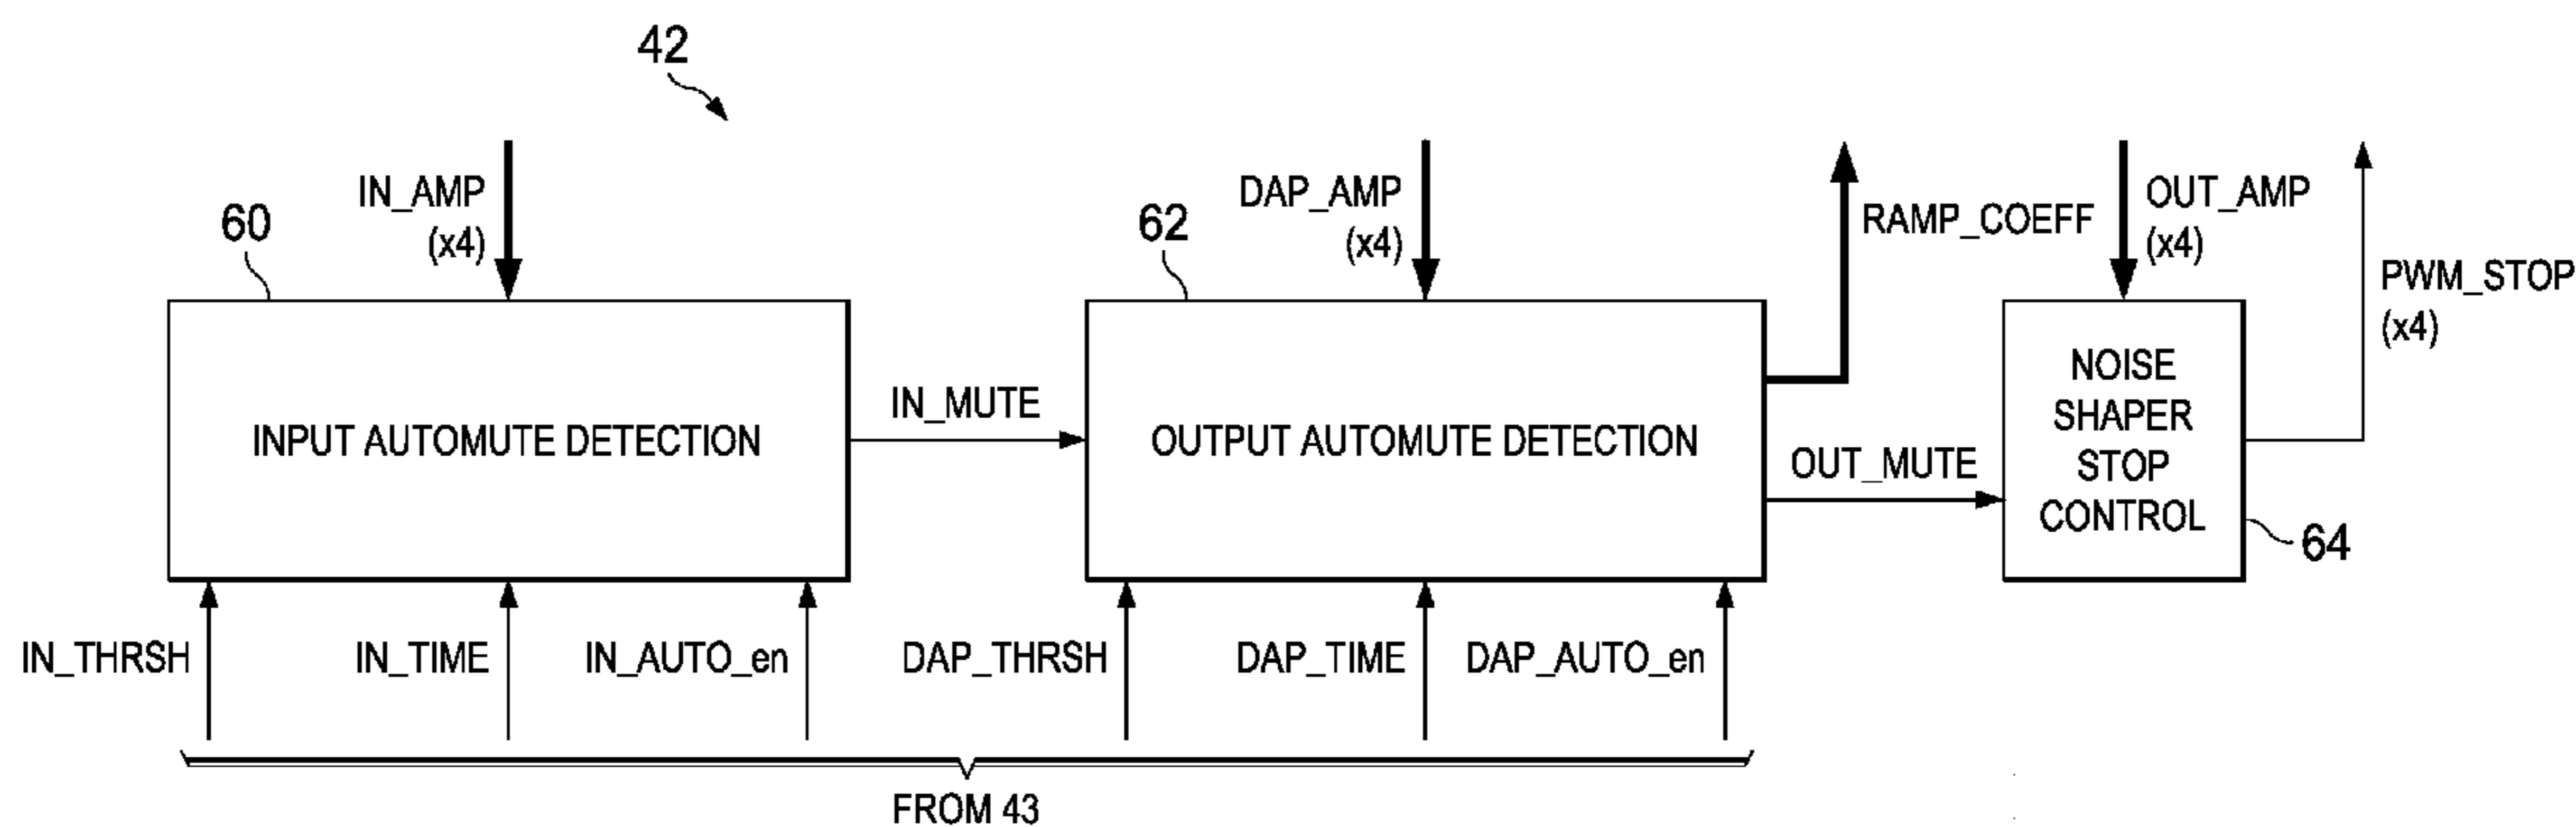 42
IN_AMP
(x4)
60
DAP_AMP
(x4)
62
RAMP_COEFF
OUT_AMP
(x4)
PWM_STOP
(x4)
INPUT AUTOMUTE DETECTION
IN_MUTE
OUTPUT AUTOMUTE DETECTION
OUT_MUTE
NOISE
SHAPER
STOP
CONTROL
64
IN_THRSH
IN_TIME
IN_AUTO_en
DAP_THRSH
DAP_TIME
DAP_AUTO_en
FROM 43